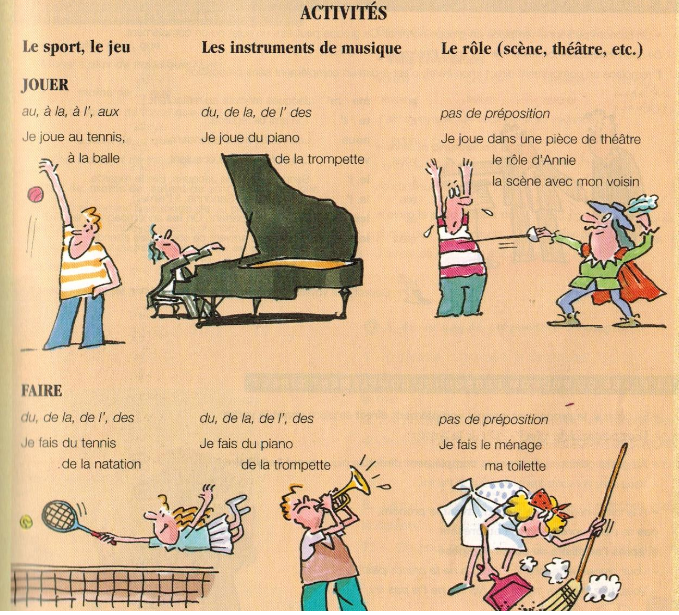 ACTIVITÉS
Le sport, le jeu Les instruments de musique Le rôle (scène, théâtre, etc.)
JOUER
au, à la, à l', aux du, de la, de l' des pas de préposition
Je joue au tennis, Je joue du piano Je joue dans une pièce de théâtre
à la balle de la trompette le rôle d'Annie
la scène avec mon voisin
FAIRE
du, de la, de l', des du, de la, de l', des pas de préposition
Je fais du tennis Je fais du piano Je fais le ménage
de la natation de la trompette ma toilette